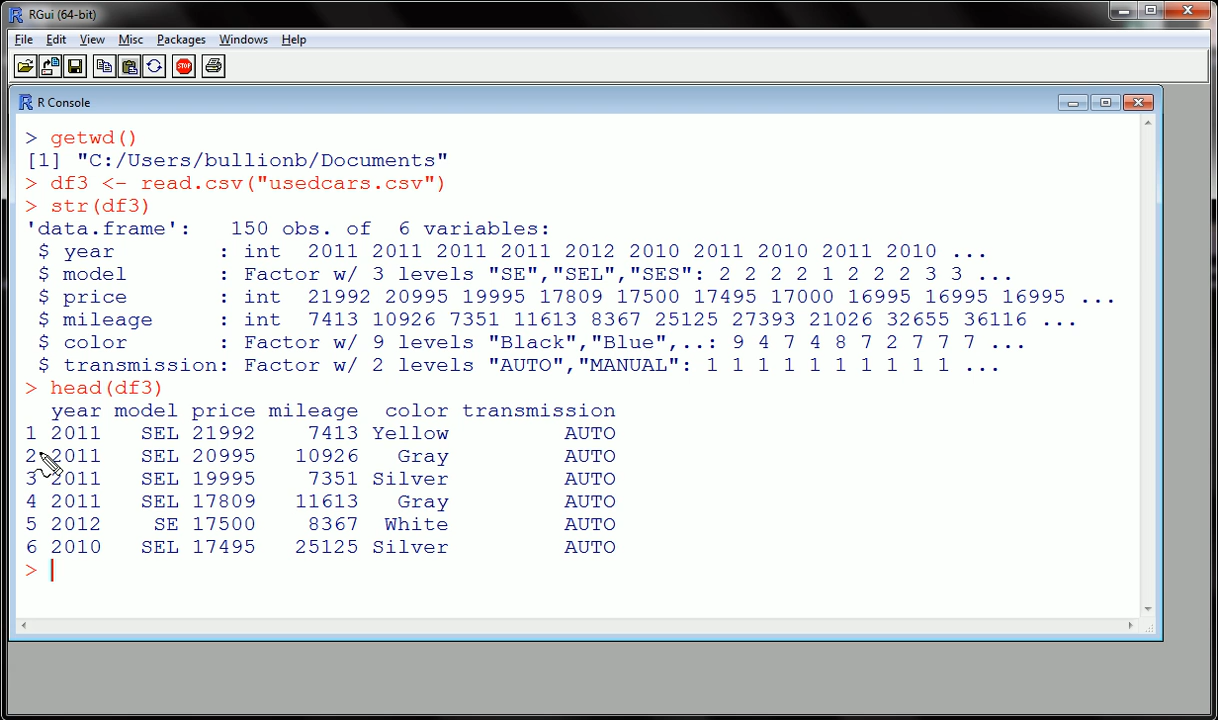 RGui (64-bit)
File Edit View Misc Packages Windows Help
STOP
R Console
> getwd()
[1] "C:/Users/bullionb/Documents"
> df3 <- read.csv("usedcars.csv")
> str(df3)
'data.frame':   150 obs. of  6 variables:
 $ year        : int  2011 2011 2011 2011 2012 2010 2011 2010 2011 2010 ...
 $ model       : Factor w/ 3 levels "SE","SEL","SES": 2 2 2 2 1 2 2 2 3 3 ...
 $ price       : int  21992 20995 19995 17809 17500 17495 17000 16995 16995 16995 ...
 $ mileage     : int  7413 10926 7351 11613 8367 25125 27393 21026 32655 36116 ...
 $ color       : Factor w/ 9 levels "Black","Blue",..: 9 4 7 4 8 7 2 7 7 7 ...
 $ transmission: Factor w/ 2 levels "AUTO","MANUAL": 1 1 1 1 1 1 1 1 1 1 ...
> head(df3)
  year model price mileage  color transmission
1 2011   SEL 21992    7413 Yellow         AUTO
2 2011   SEL 20995   10926   Gray         AUTO
3 2011   SEL 19995    7351 Silver         AUTO
4 2011   SEL 17809   11613   Gray         AUTO
5 2012    SE 17500    8367  White         AUTO
6 2010   SEL 17495   25125 Silver         AUTO
>